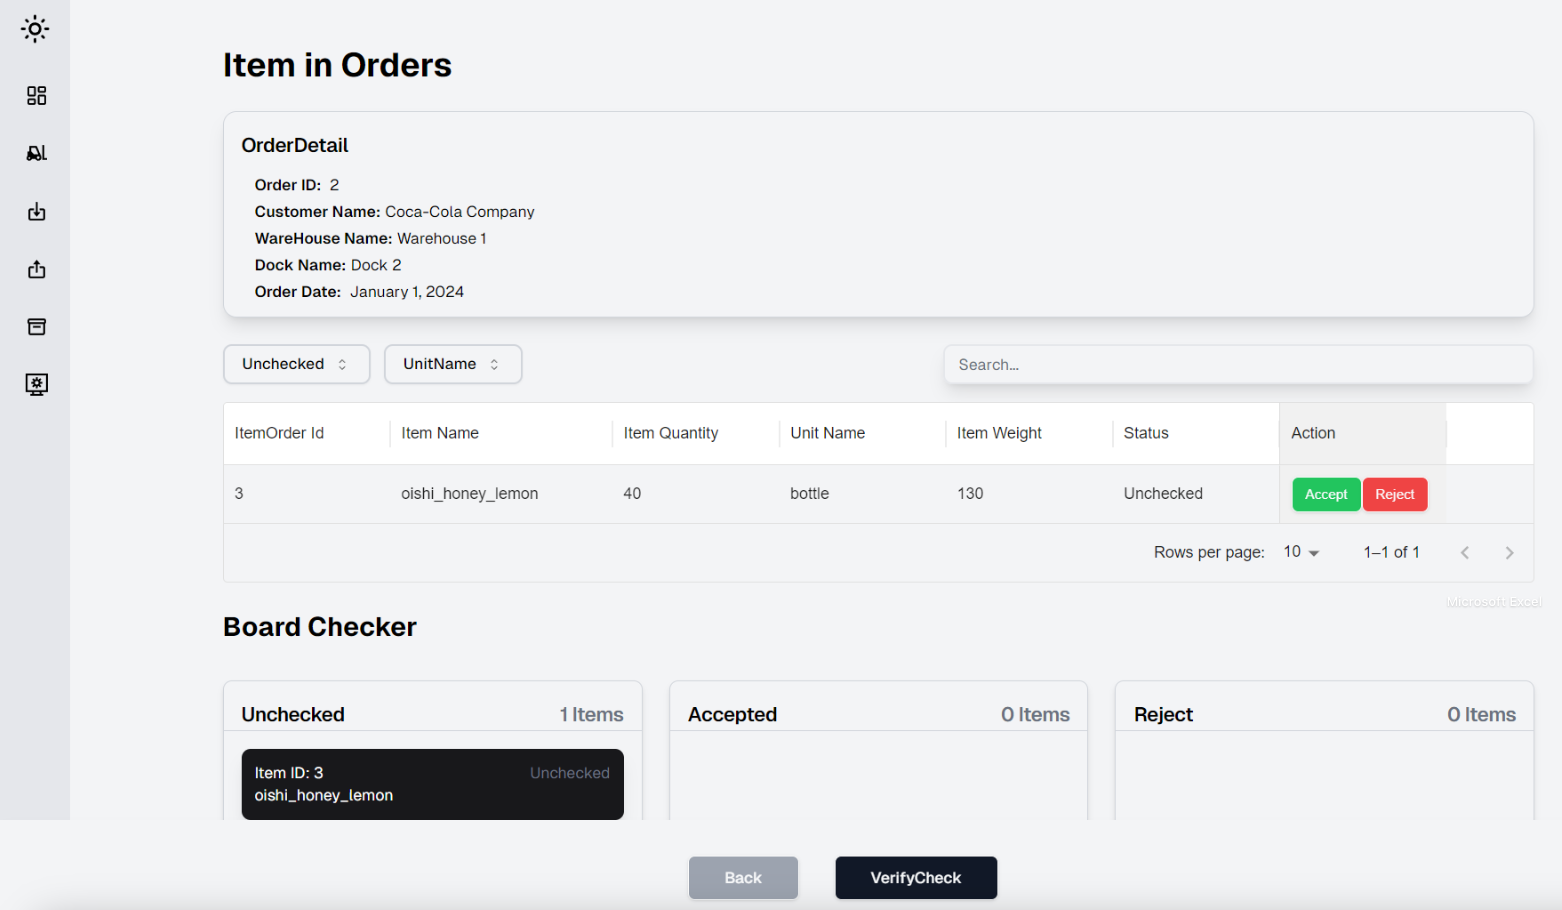 Item in Orders
OrderDetail
Order ID: 2
Customer Name: Coca-Cola Company
WareHouse Name: Warehouse 1
Dock Name: Dock 2
Order Date: January 1, 2024
Unchecked UnitName Search...
ItemOrder Id Item Name Item Quantity Unit Name Item Weight Status Action
3 oishi_honey_lemon 40 bottle 130 Unchecked Accept Reject
Rows per page: 10 1–1 of 1
Microsoft Excel
Board Checker
Unchecked 1 Items Accepted 0 Items Reject 0 Items
Item ID: 3 Unchecked
oishi_honey_lemon
Back VerifyCheck